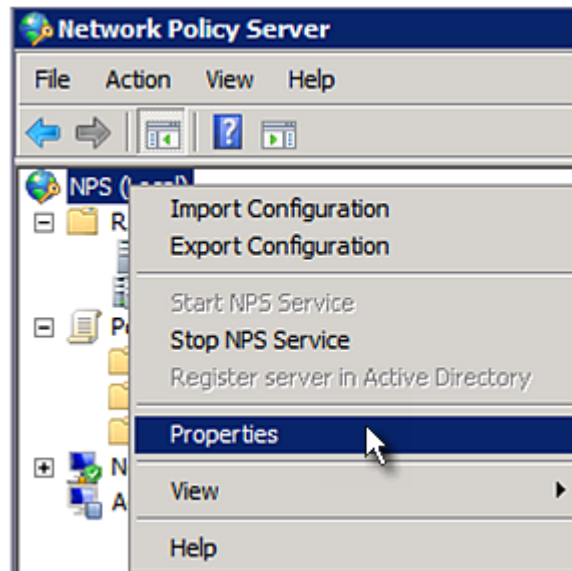 Network Policy Server
File Action View Help
NPS (Local)
Import Configuration
Export Configuration
Start NPS Service
Stop NPS Service
Register server in Active Directory
Properties
View
Help